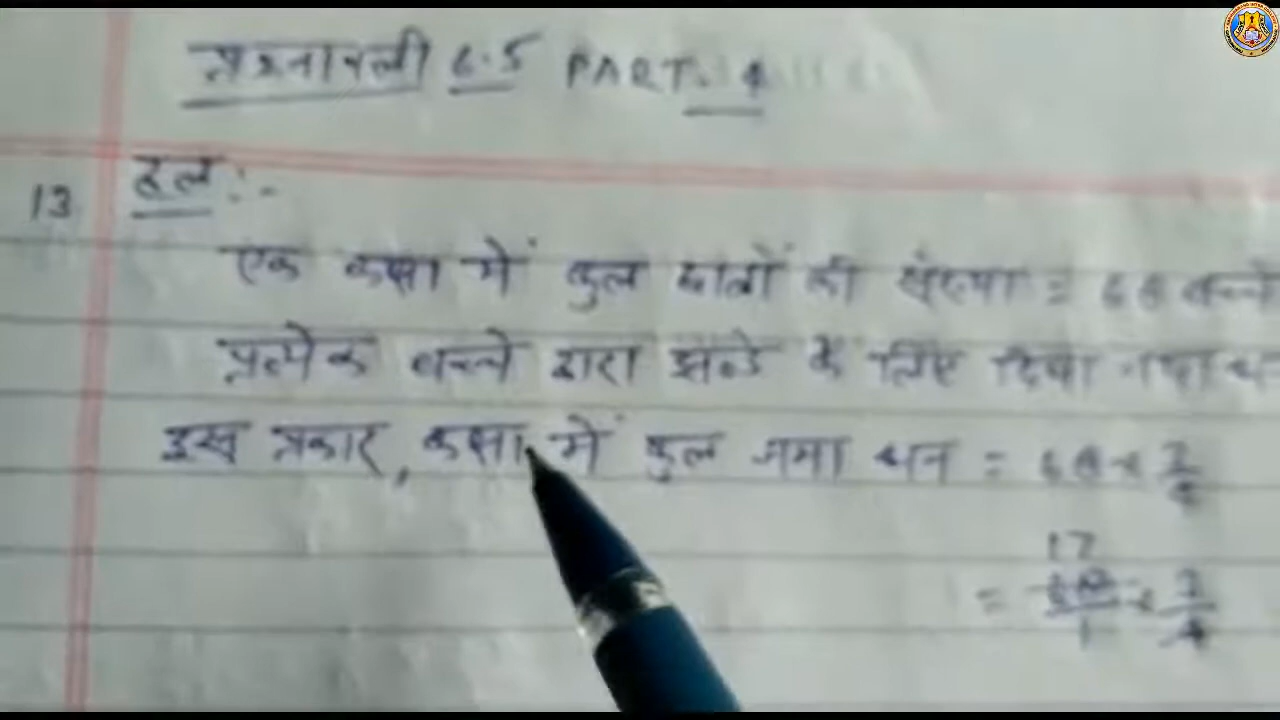 प्रश्नावली 6.5 PART. 4
13 हल :-
एक कक्षा में कुल छात्रों की संख्या = 68 बच्चे
प्रत्येक बच्चे द्वारा झण्डे के लिए दिया गया
इस प्रकार, कक्षा में कुल जमा धन = 68 × 3/4
17
= 68/1 × 3/4